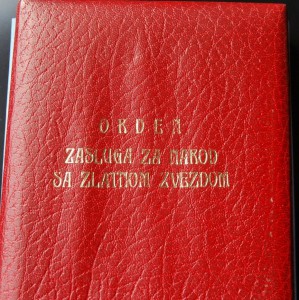 ORDEN
ZASLUGA ZA NAROD
SA ZLATNOM ZVEZDOM